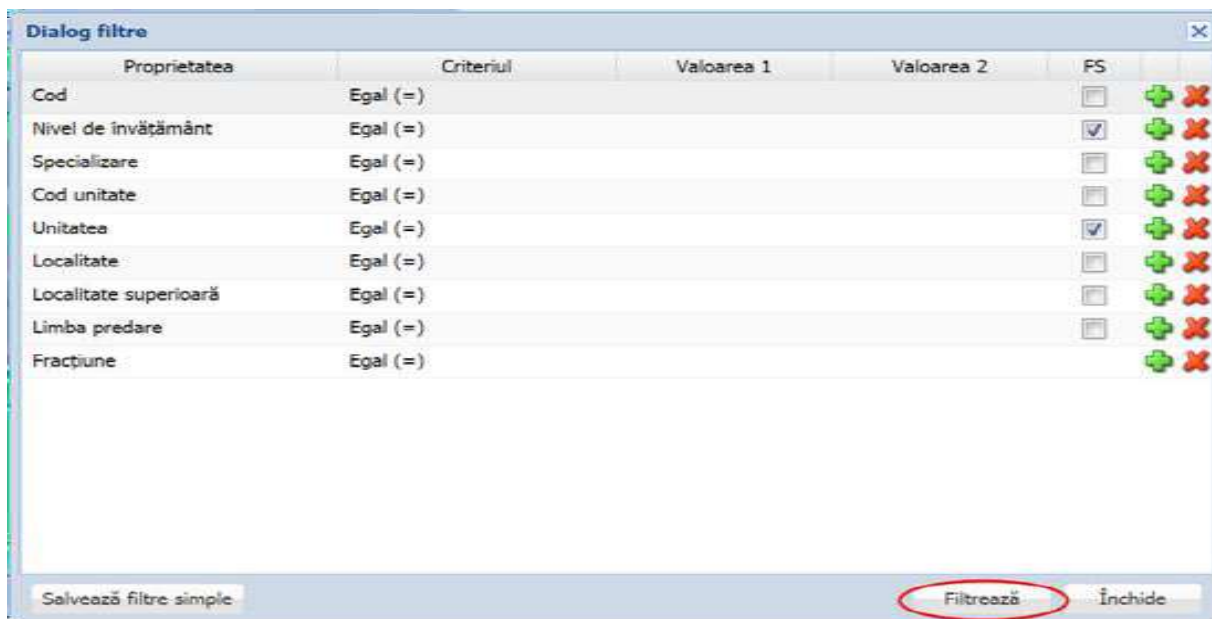 Dialog filtre
Proprietatea Criteriul Valoarea 1 Valoarea 2 FS
Cod Egal (=)
Nivel de învățământ Egal (=)
Specializare Egal (=)
Cod unitate Egal (=)
Unitatea Egal (=)
Localitate Egal (=)
Localitate superioară Egal (=)
Limba predare Egal (=)
Fracțiune Egal (=)
Salvează filtre simple Filtrează Închide